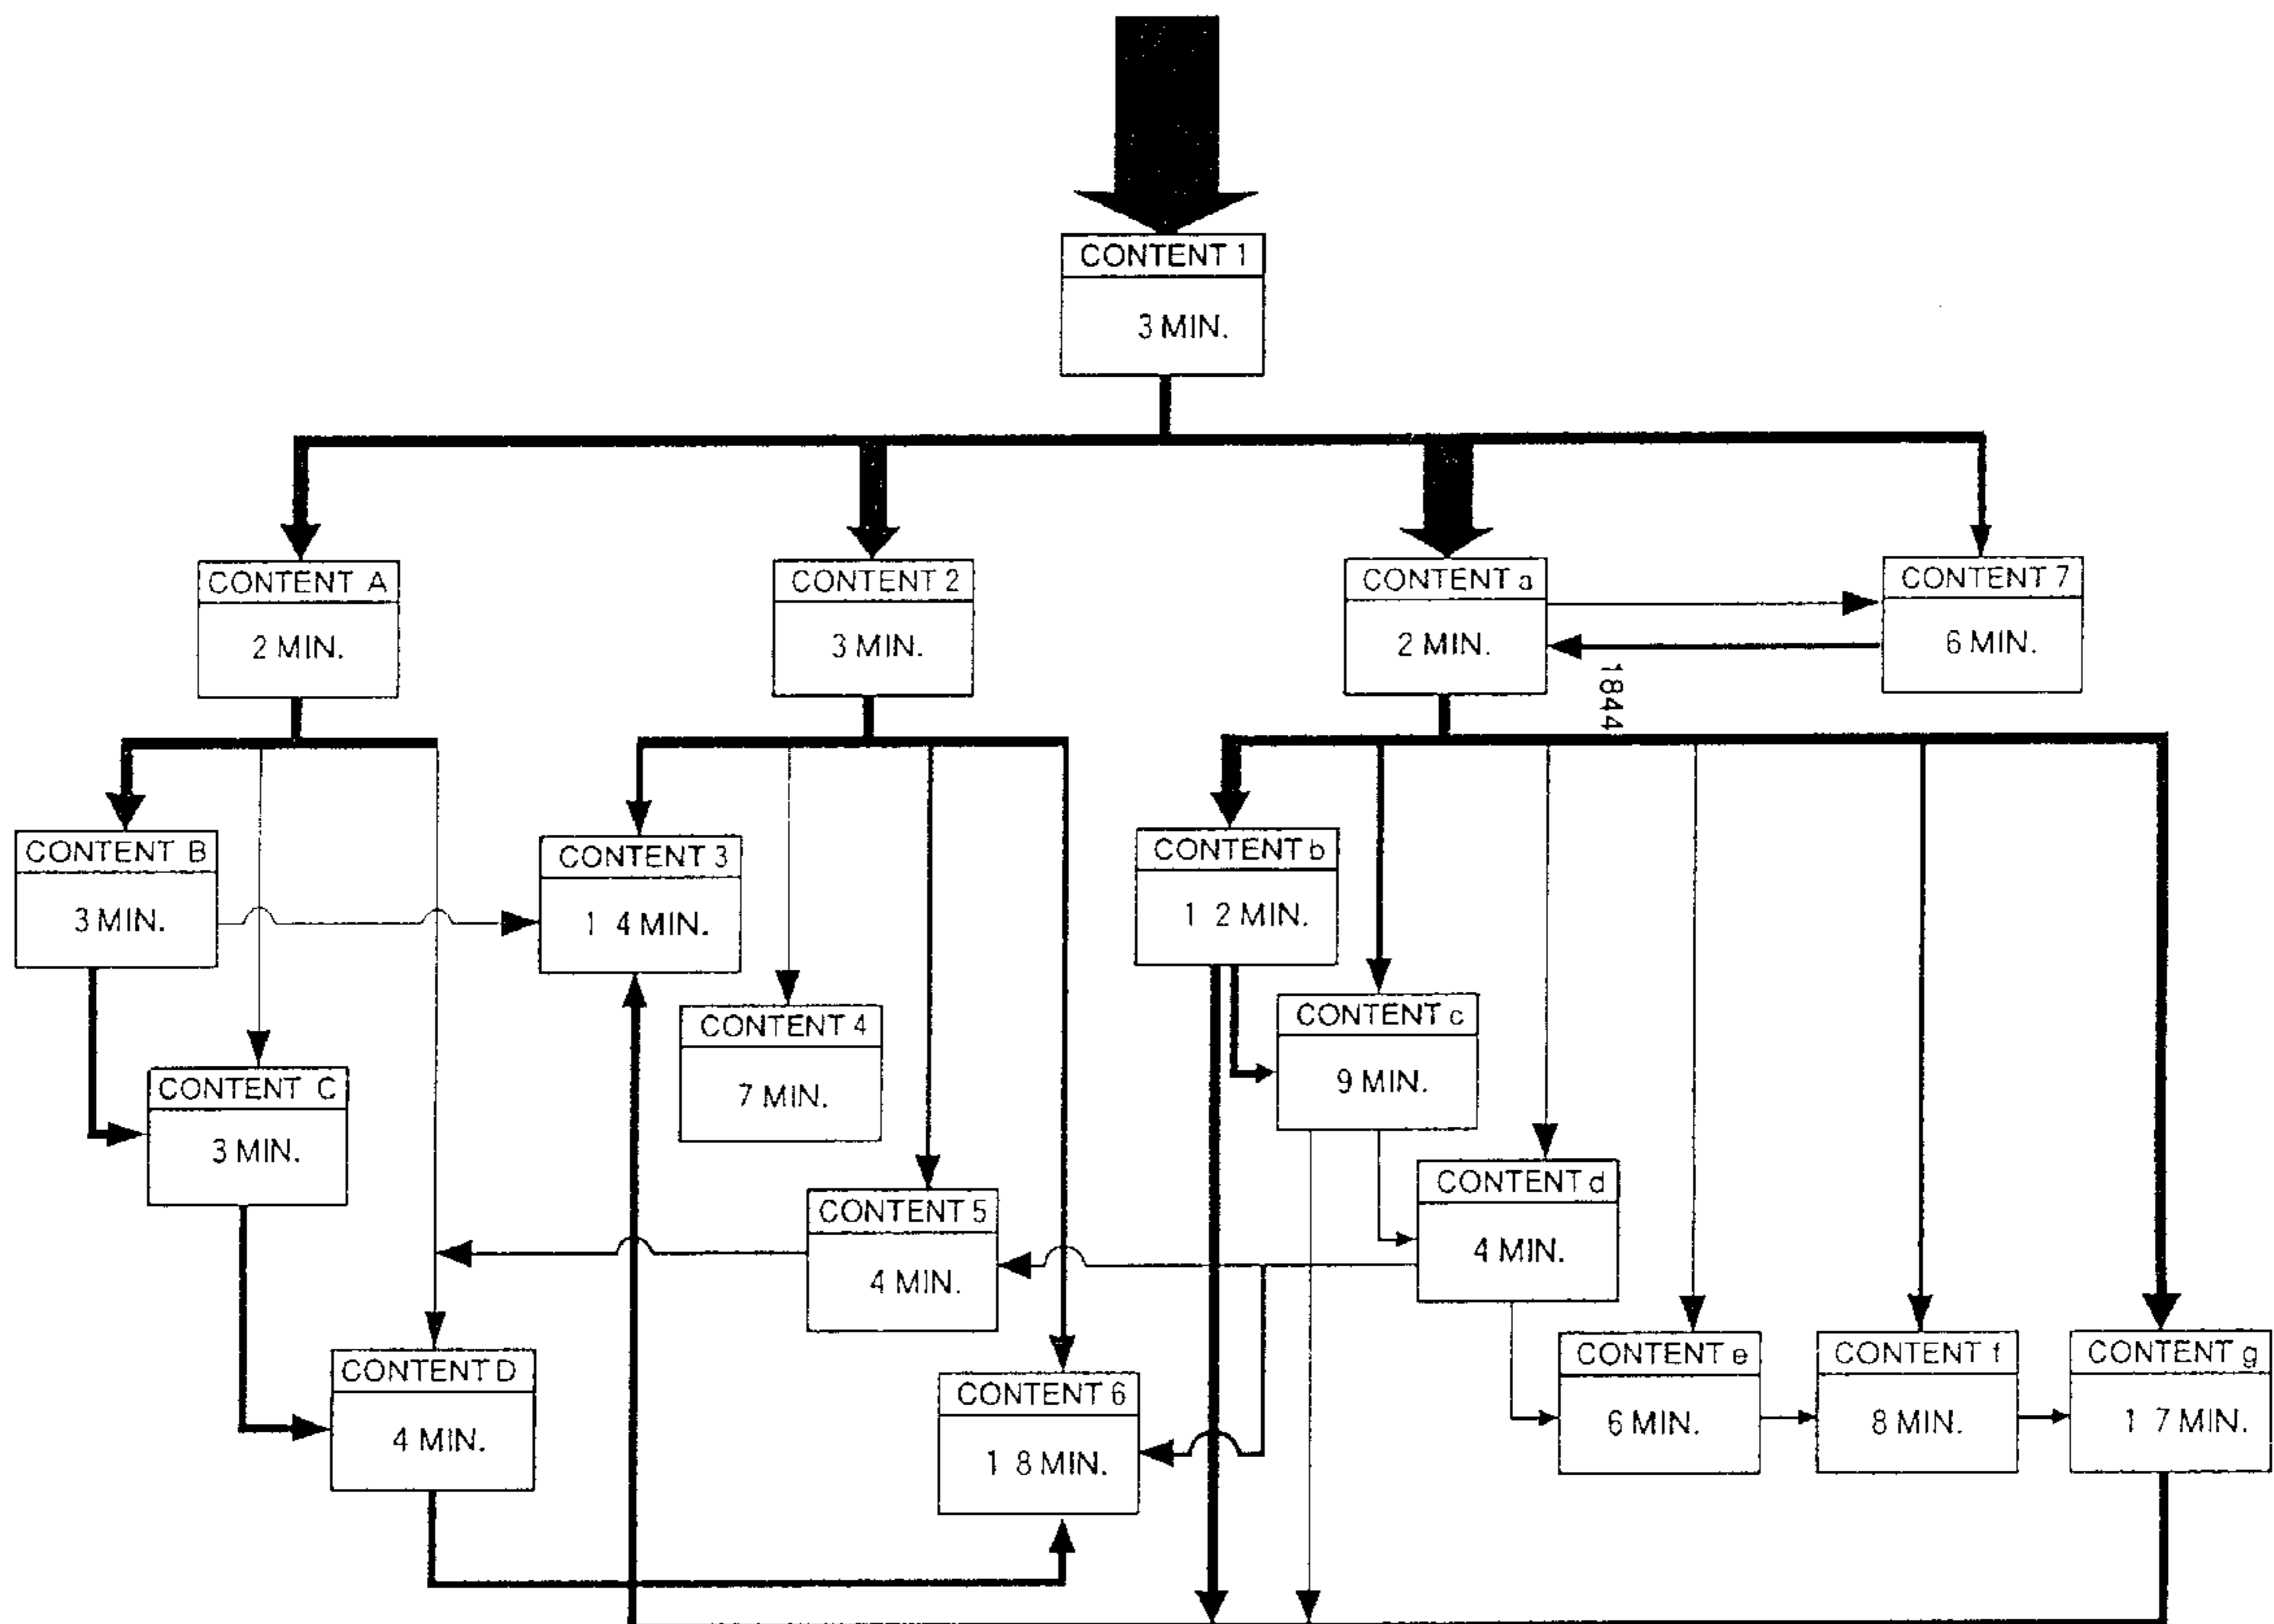 CONTENT 1
3 MIN.
CONTENT A
2 MIN.
CONTENT 2
3 MIN.
CONTENT a
2 MIN.
CONTENT 7
6 MIN.
1844
CONTENT B
3 MIN.
CONTENT 3
1 4 MIN.
CONTENT b
1 2 MIN.
CONTENT 4
7 MIN.
CONTENT c
9 MIN.
CONTENT C
3 MIN.
CONTENT 5
4 MIN.
CONTENT d
4 MIN.
CONTENT D
4 MIN.
CONTENT 6
1 8 MIN.
CONTENT e
6 MIN.
CONTENT f
8 MIN.
CONTENT g
1 7 MIN.